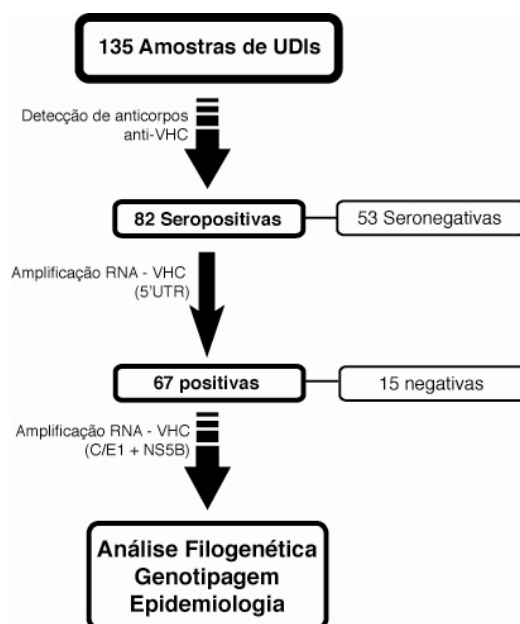 135 Amostras de UDIs
Detecção de anticorpos
anti-VHC
82 Seropositivas
53 Seronegativas
Amplificação RNA - VHC
(5'UTR)
67 positivas
15 negativas
Amplificação RNA - VHC
(C/E1 + NS5B)
Análise Filogenética
Genotipagem
Epidemiologia